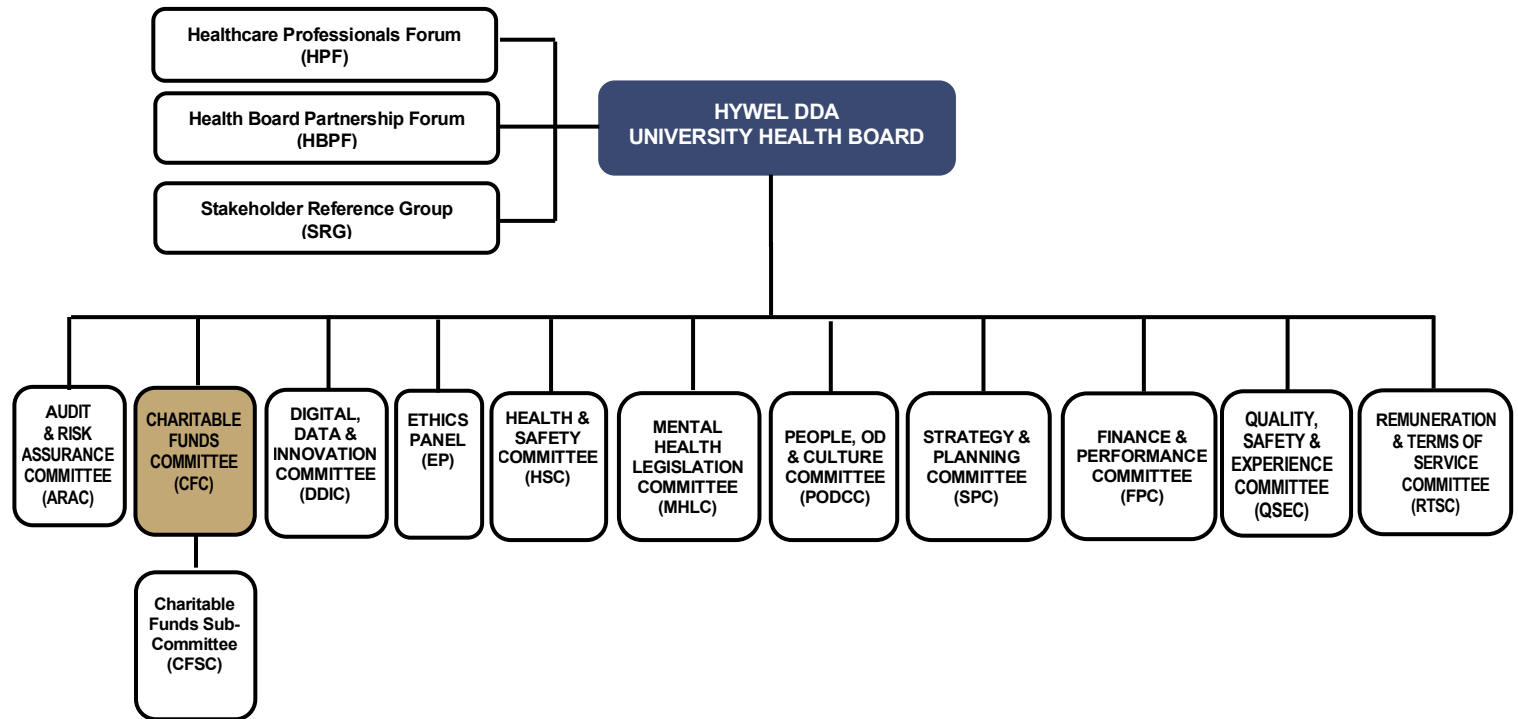 Healthcare Professionals Forum
(HPF)
Health Board Partnership Forum
(HBPF)
Stakeholder Reference Group
(SRG)
HYWEL DDA
UNIVERSITY HEALTH BOARD
AUDIT
& RISK
ASSURANCE
COMMITTEE
(ARAC)
CHARITABLE
FUNDS
COMMITTEE
(CFC)
DIGITAL,
DATA &
INNOVATION
COMMITTEE
(DDIC)
ETHICS
PANEL
(EP)
HEALTH &
SAFETY
COMMITTEE
(HSC)
MENTAL
HEALTH
LEGISLATION
COMMITTEE
(MHLC)
PEOPLE, OD
& CULTURE
COMMITTEE
(PODCC)
STRATEGY &
PLANNING
COMMITTEE
(SPC)
FINANCE &
PERFORMANCE
COMMITTEE
(FPC)
QUALITY,
SAFETY &
EXPERIENCE
COMMITTEE
(QSEC)
REMUNERATION
& TERMS OF
SERVICE
COMMITTEE
(RTSC)
Charitable
Funds Sub-
Committee
(CFSC)